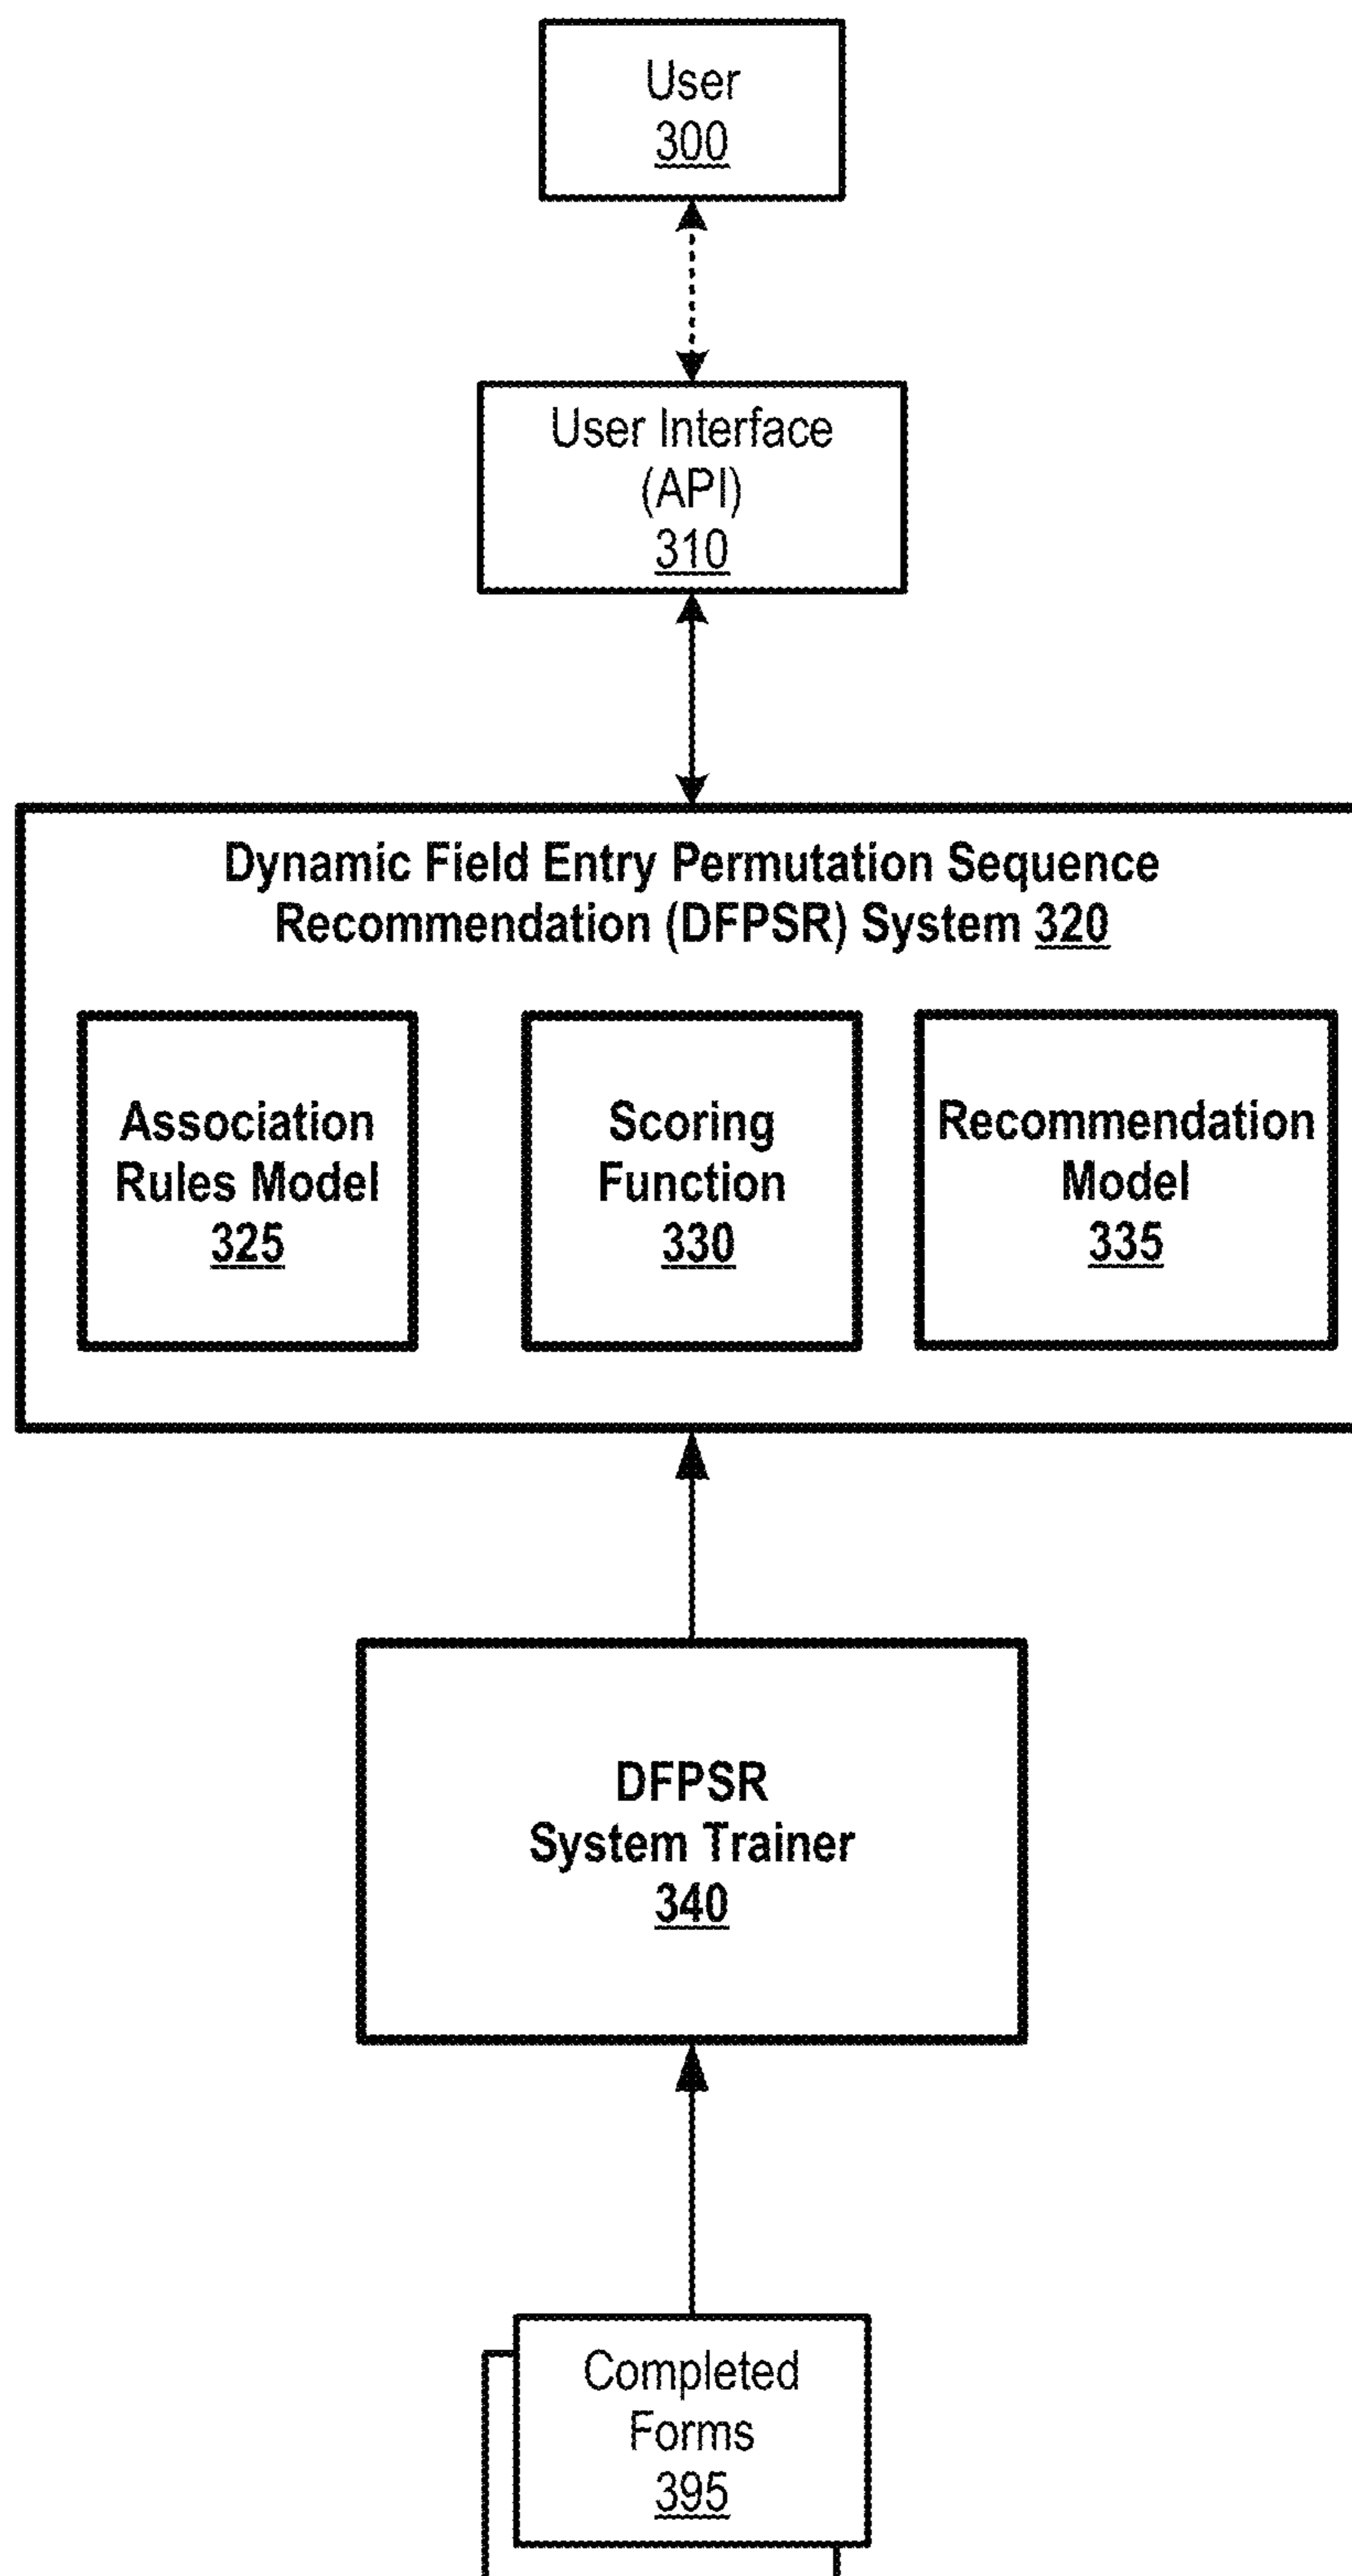 User
300
User Interface
(API)
310
Dynamic Field Entry Permutation Sequence
Recommendation (DFPSR) System 320
Association
Rules Model
325
Scoring
Function
330
Recommendation
Model
335
DFPSR
System Trainer
340
Completed
Forms
395